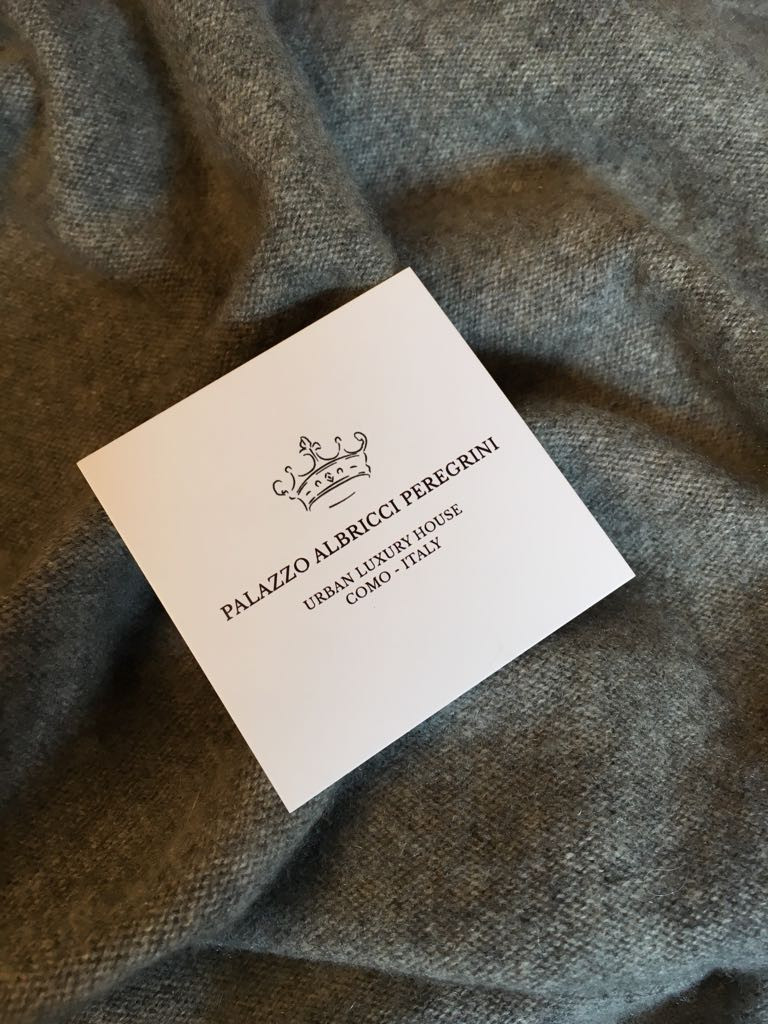 PALAZZO ALBRICCI PEREGRINI
URBAN LUXURY HOUSE
COMO - ITALY